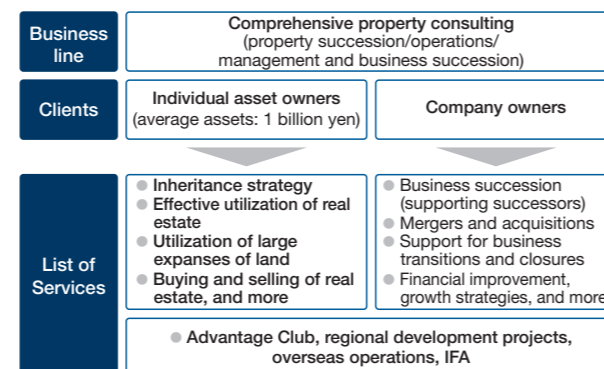 Business
line
Comprehensive property consulting
(property succession/operations/
management and business succession)
Clients
Individual asset owners
(average assets: 1 billion yen)
Company owners
List of
Services
● Inheritance strategy
● Effective utilization of real
estate
● Utilization of large
expanses of land
● Buying and selling of real
estate, and more
● Business succession
(supporting successors)
● Mergers and acquisitions
● Support for business
transitions and closures
● Financial improvement,
growth strategies, and more
● Advantage Club, regional development projects,
overseas operations, IFA